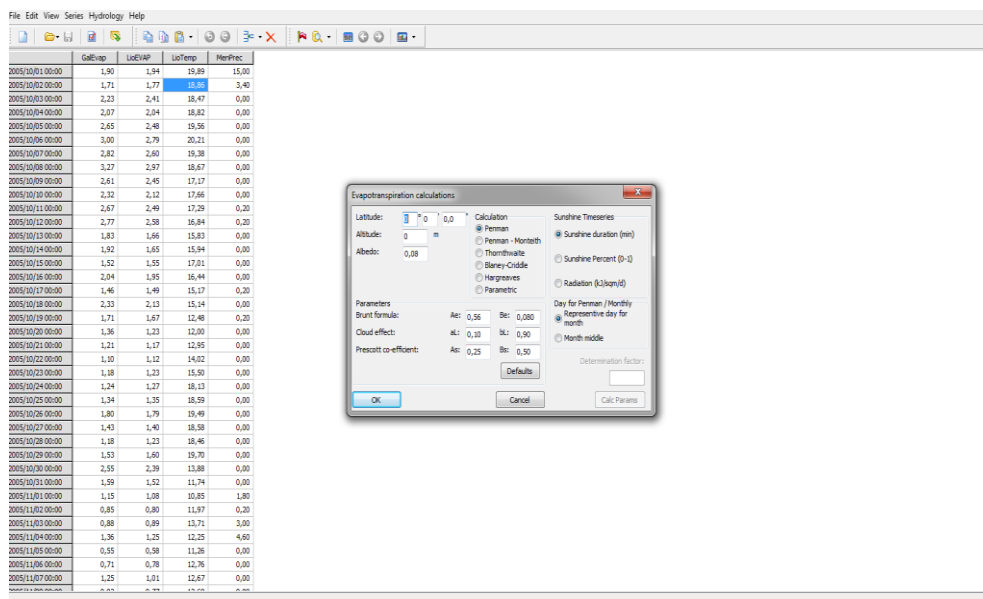 File Edit View Series Hydrology Help
GalEvap LioEVAP LioTemp MenPrec
2005/10/01 00:00 1,90 1,94 19,89 15,00
2005/10/02 00:00 1,71 1,77 18,86 3,40
2005/10/03 00:00 2,23 2,41 18,47 0,00
2005/10/04 00:00 2,07 2,04 18,82 0,00
2005/10/05 00:00 2,65 2,48 19,56 0,00
2005/10/06 00:00 3,00 2,79 20,21 0,00
2005/10/07 00:00 2,82 2,60 19,38 0,00
2005/10/08 00:00 3,27 2,97 18,67 0,00
2005/10/09 00:00 2,61 2,45 17,17 0,00
2005/10/10 00:00 2,32 2,12 17,66 0,00
2005/10/11 00:00 2,67 2,49 17,29 0,20
2005/10/12 00:00 2,77 2,58 16,84 0,20
2005/10/13 00:00 1,83 1,66 15,83 0,00
2005/10/14 00:00 1,92 1,65 15,94 0,00
2005/10/15 00:00 1,52 1,55 17,01 0,00
2005/10/16 00:00 2,04 1,95 16,44 0,00
2005/10/17 00:00 1,46 1,49 15,17 0,20
2005/10/18 00:00 2,33 2,13 15,14 0,00
2005/10/19 00:00 1,71 1,67 12,48 0,20
2005/10/20 00:00 1,36 1,23 12,00 0,00
2005/10/21 00:00 1,21 1,17 12,95 0,00
2005/10/22 00:00 1,10 1,12 14,02 0,00
2005/10/23 00:00 1,18 1,23 15,50 0,00
2005/10/24 00:00 1,24 1,27 18,13 0,00
2005/10/25 00:00 1,34 1,35 18,59 0,00
2005/10/26 00:00 1,80 1,79 19,49 0,00
2005/10/27 00:00 1,43 1,40 18,58 0,00
2005/10/28 00:00 1,18 1,23 18,46 0,00
2005/10/29 00:00 1,53 1,60 19,70 0,00
2005/10/30 00:00 2,55 2,39 13,88 0,00
2005/10/31 00:00 1,59 1,52 11,74 0,00
2005/11/01 00:00 1,15 1,08 10,85 1,80
2005/11/02 00:00 0,85 0,80 11,97 0,20
2005/11/03 00:00 0,88 0,89 13,71 3,00
2005/11/04 00:00 1,36 1,25 12,25 4,60
2005/11/05 00:00 0,55 0,58 11,26 0,00
2005/11/06 00:00 0,71 0,78 12,76 0,00
2005/11/07 00:00 1,25 1,01 12,67 0,00
Evapotranspiration calculations
Latitude: 0 ° 0 ' 0,0 "
Altitude: 0 m
Albedo: 0,08
Calculation
Penman
Penman - Monteith
Thornthwaite
Blaney-Criddle
Hargreaves
Parametric
Sunshine Timeseries
Sunshine duration (min)
Sunshine Percent (0-1)
Radiation (kJ/sqm/d)
Parameters
Brunt formula: Ae: 0,56 Be: 0,080
Cloud effect: aL: 0,10 bL: 0,90
Prescott co-efficient: As: 0,25 Bs: 0,50
Defaults
Day for Penman / Monthly
Representive day for
month
Month middle
Determination factor:
OK Cancel Calc Params